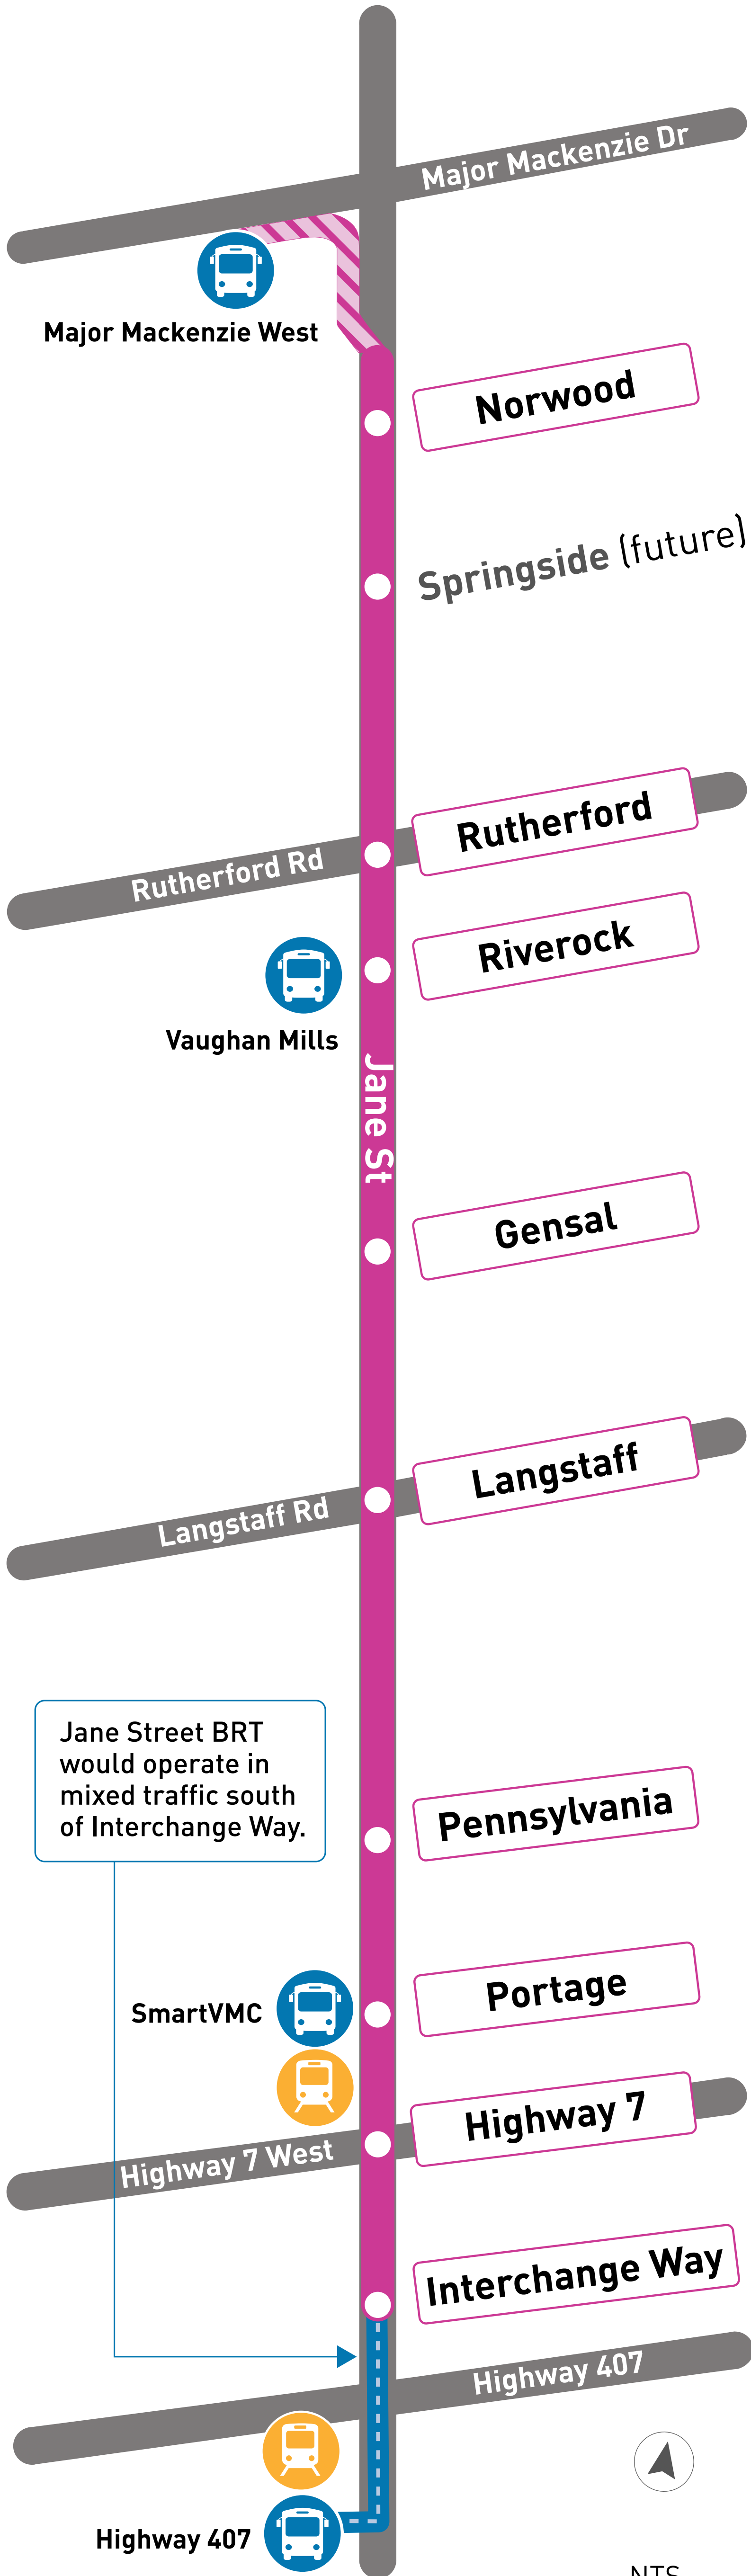 Major Mackenzie Dr
Major Mackenzie West
Norwood
Springside (future)
Rutherford
Rutherford Rd
Riverock
Vaughan Mills
Jane St
Gensal
Langstaff
Langstaff Rd
Jane Street BRT
would operate in
mixed traffic south
of Interchange Way.
Pennsylvania
Portage
SmartVMC
Highway 7
Highway 7 West
Interchange Way
Highway 407
Highway 407
NTS